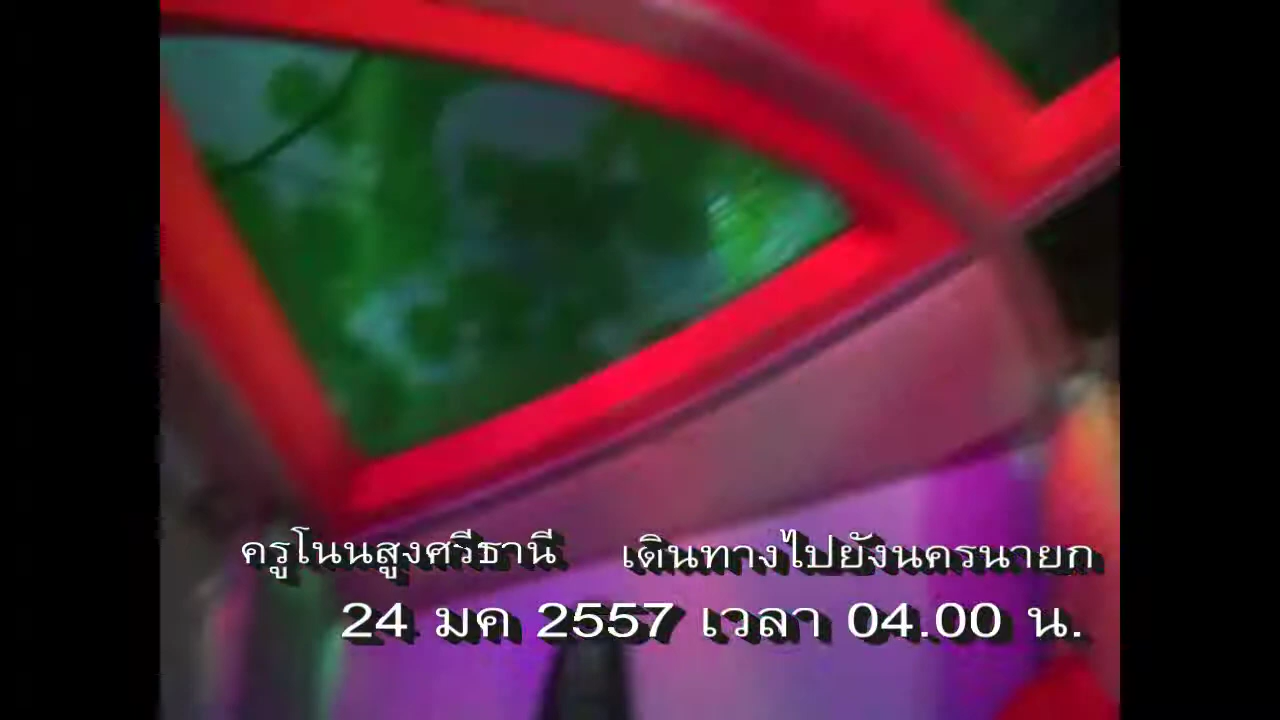 ครูโนนสูงศรีธานี เดินทางไปยังนครนายก
24 มค 2557 เวลา 04.00 น.